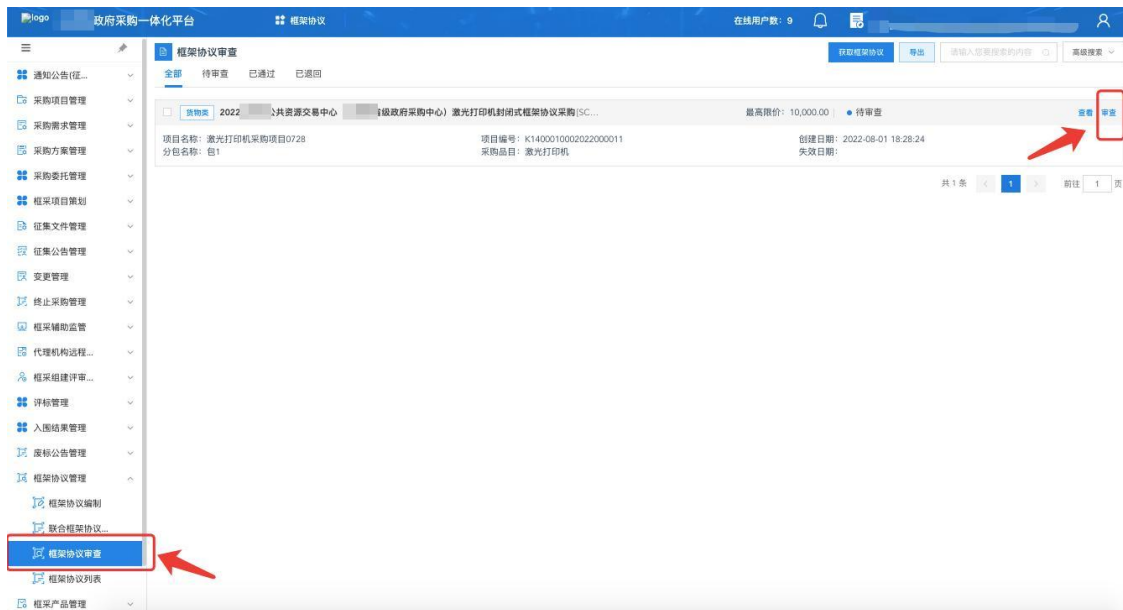 logo 政府采购一体化平台 框架协议 在线用户数: 9
框架协议审查 获取框架协议 导出 请输入您要搜索的内容 高级搜索
全部 待审查 已通过 已退回
货物类 2022 公共资源交易中心 省级政府采购中心) 激光打印机封闭式框架协议采购[SC... 最高限价: 10,000.00 待审查 查看 审查
项目名称: 激光打印机采购项目0728 项目编号: K1400010002022000011 创建日期: 2022-08-01 18:28:24
分包名称: 包1 采购品目: 激光打印机 失效日期:
共 1 条 < 1 > 前往 1 页
通知公告(征...
采购项目管理
采购需求管理
采购方案管理
采购委托管理
框采项目策划
征集文件管理
征集公告管理
变更管理
终止采购管理
框采辅助监管
代理机构远程...
框采组建评审...
评标管理
入围结果管理
废标公告管理
框架协议管理
框架协议编制
联合框架协议...
框架协议审查
框架协议列表
框采产品管理